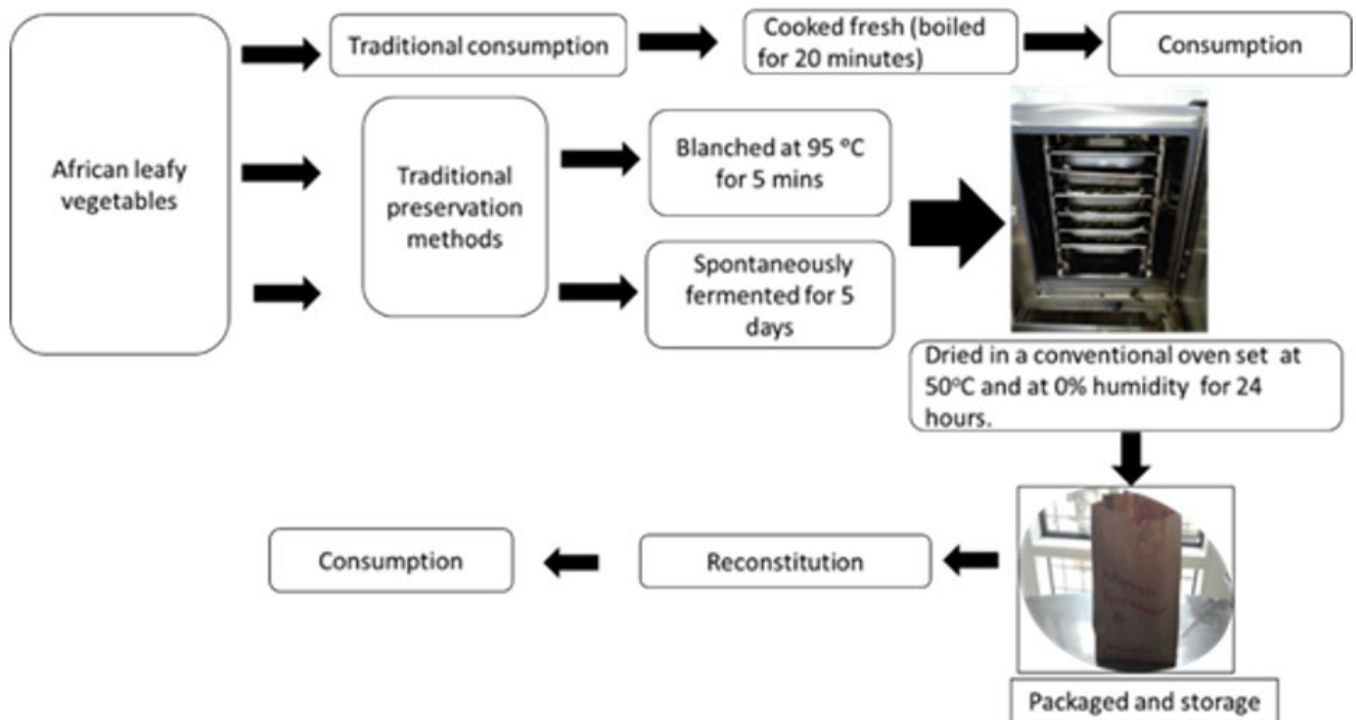 Traditional consumption
Cooked fresh (boiled
for 20 minutes)
Consumption
African leafy
vegetables
Traditional
preservation
methods
Blanched at 95 °C
for 5 mins
Spontaneously
fermented for 5
days
Dried in a conventional oven set at
50°C and at 0% humidity for 24
hours.
Consumption
Reconstitution
Packaged and storage